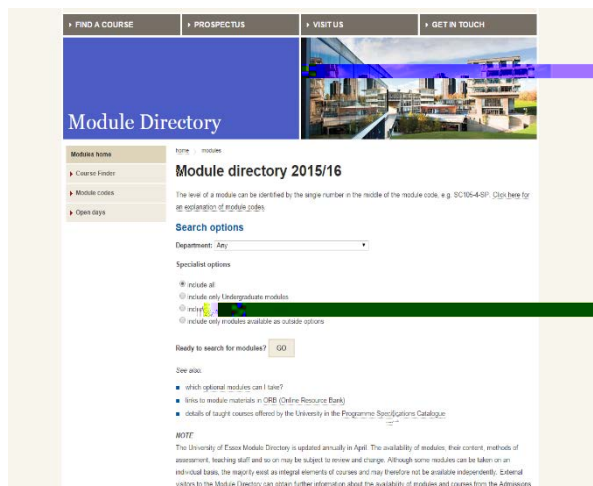 FIND A COURSE
PROSPECTUS
VISIT US
GET IN TOUCH
Module Directory
Modules home
Course Finder
Module codes
Open days
home modules
Module directory 2015/16
The level of a module can be identified by the single number in the middle of the module code, e.g. SC105-4-SP. Click here for
an explanation of module codes.
Search options
Department: Any
Specialist options
include all
include only Undergraduate modules
include only modules available as outside options
Ready to search for modules? GO
See also:
which optional modules can I take?
links to module materials in ORB (Online Resource Bank)
details of taught courses offered by the University in the Programme Specifications Catalogue
NOTE
The University of Essex Module Directory is updated annually in April. The availability of modules, their content, methods of
assessment, teaching staff and so on may be subject to review and change. Although some modules can be taken on an
individual basis, the majority exist as integral elements of courses and may therefore not be available independently. External
visitors to the Module Directory can obtain further information about the availability of modules and courses from the Admissions